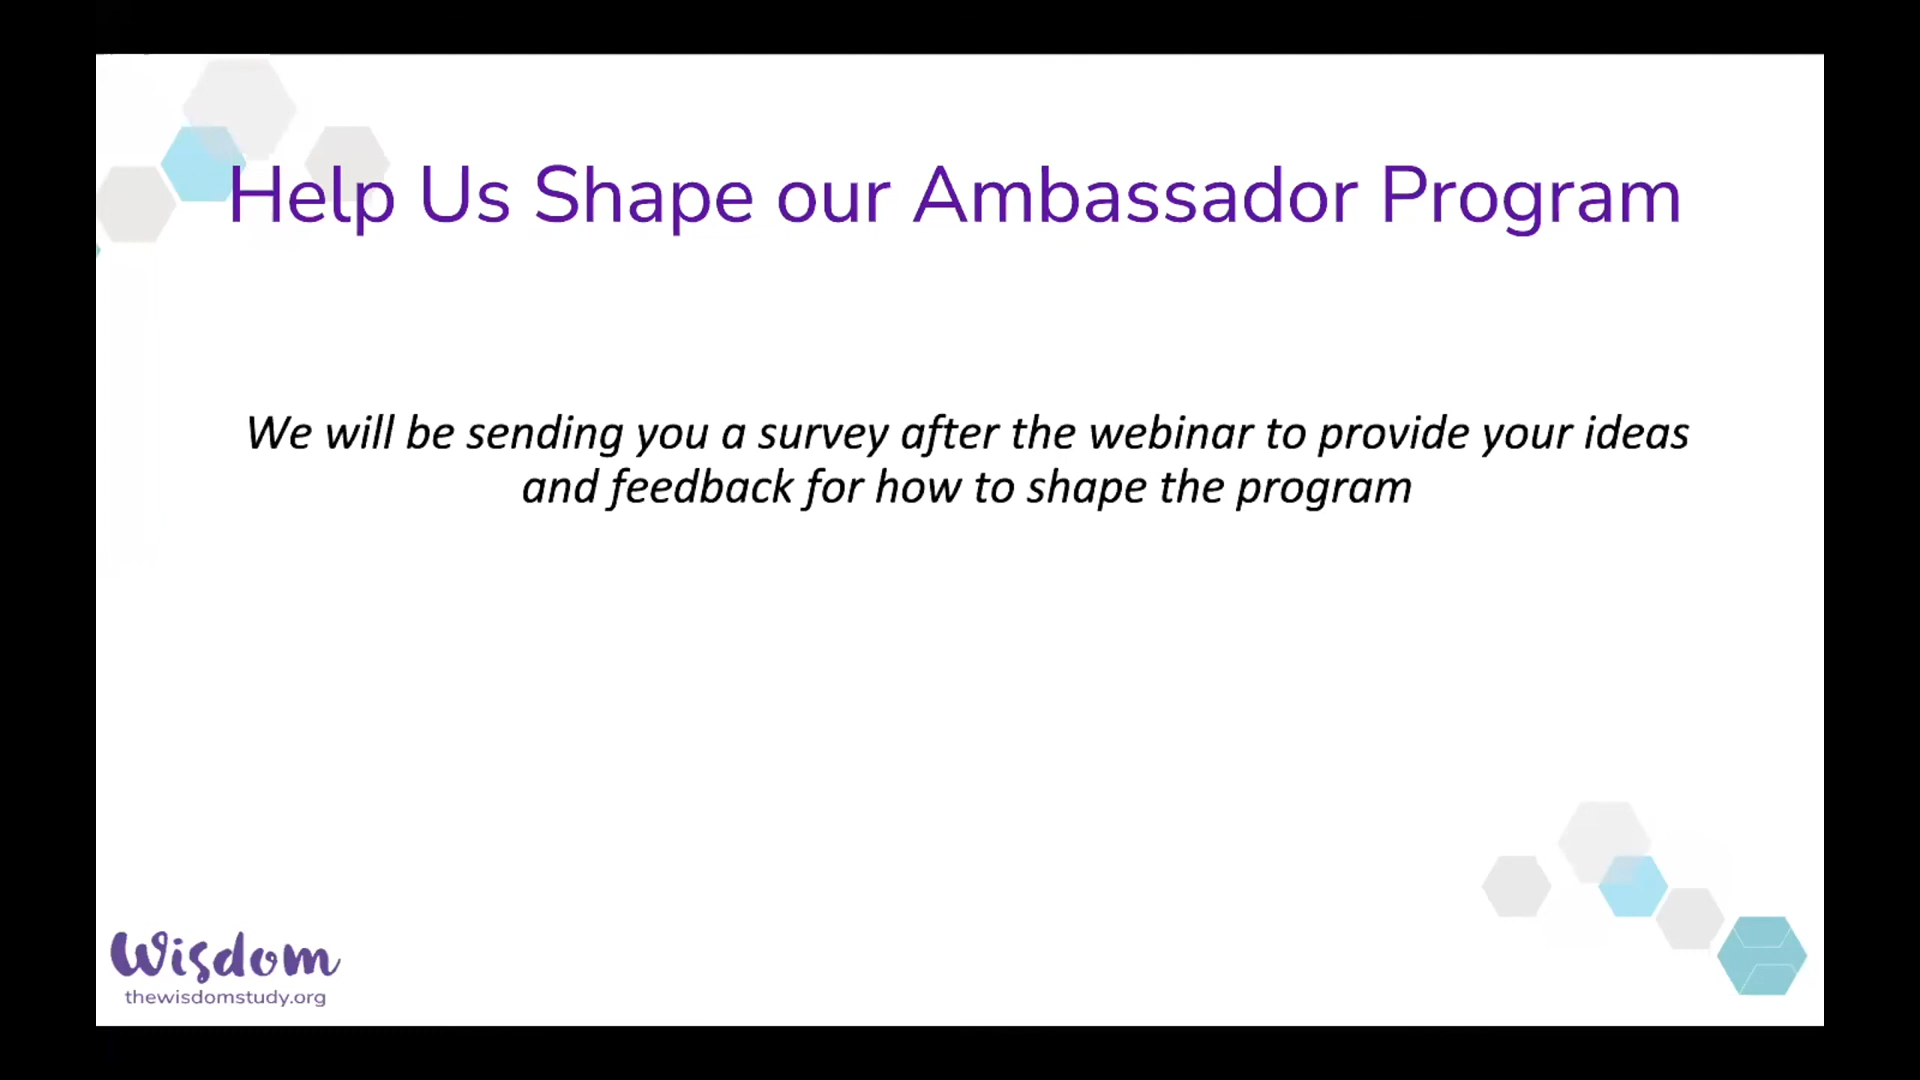 Help Us Shape our Ambassador Program
We will be sending you a survey after the webinar to provide your ideas
and feedback for how to shape the program
Wisdom
thewisdomstudy.org